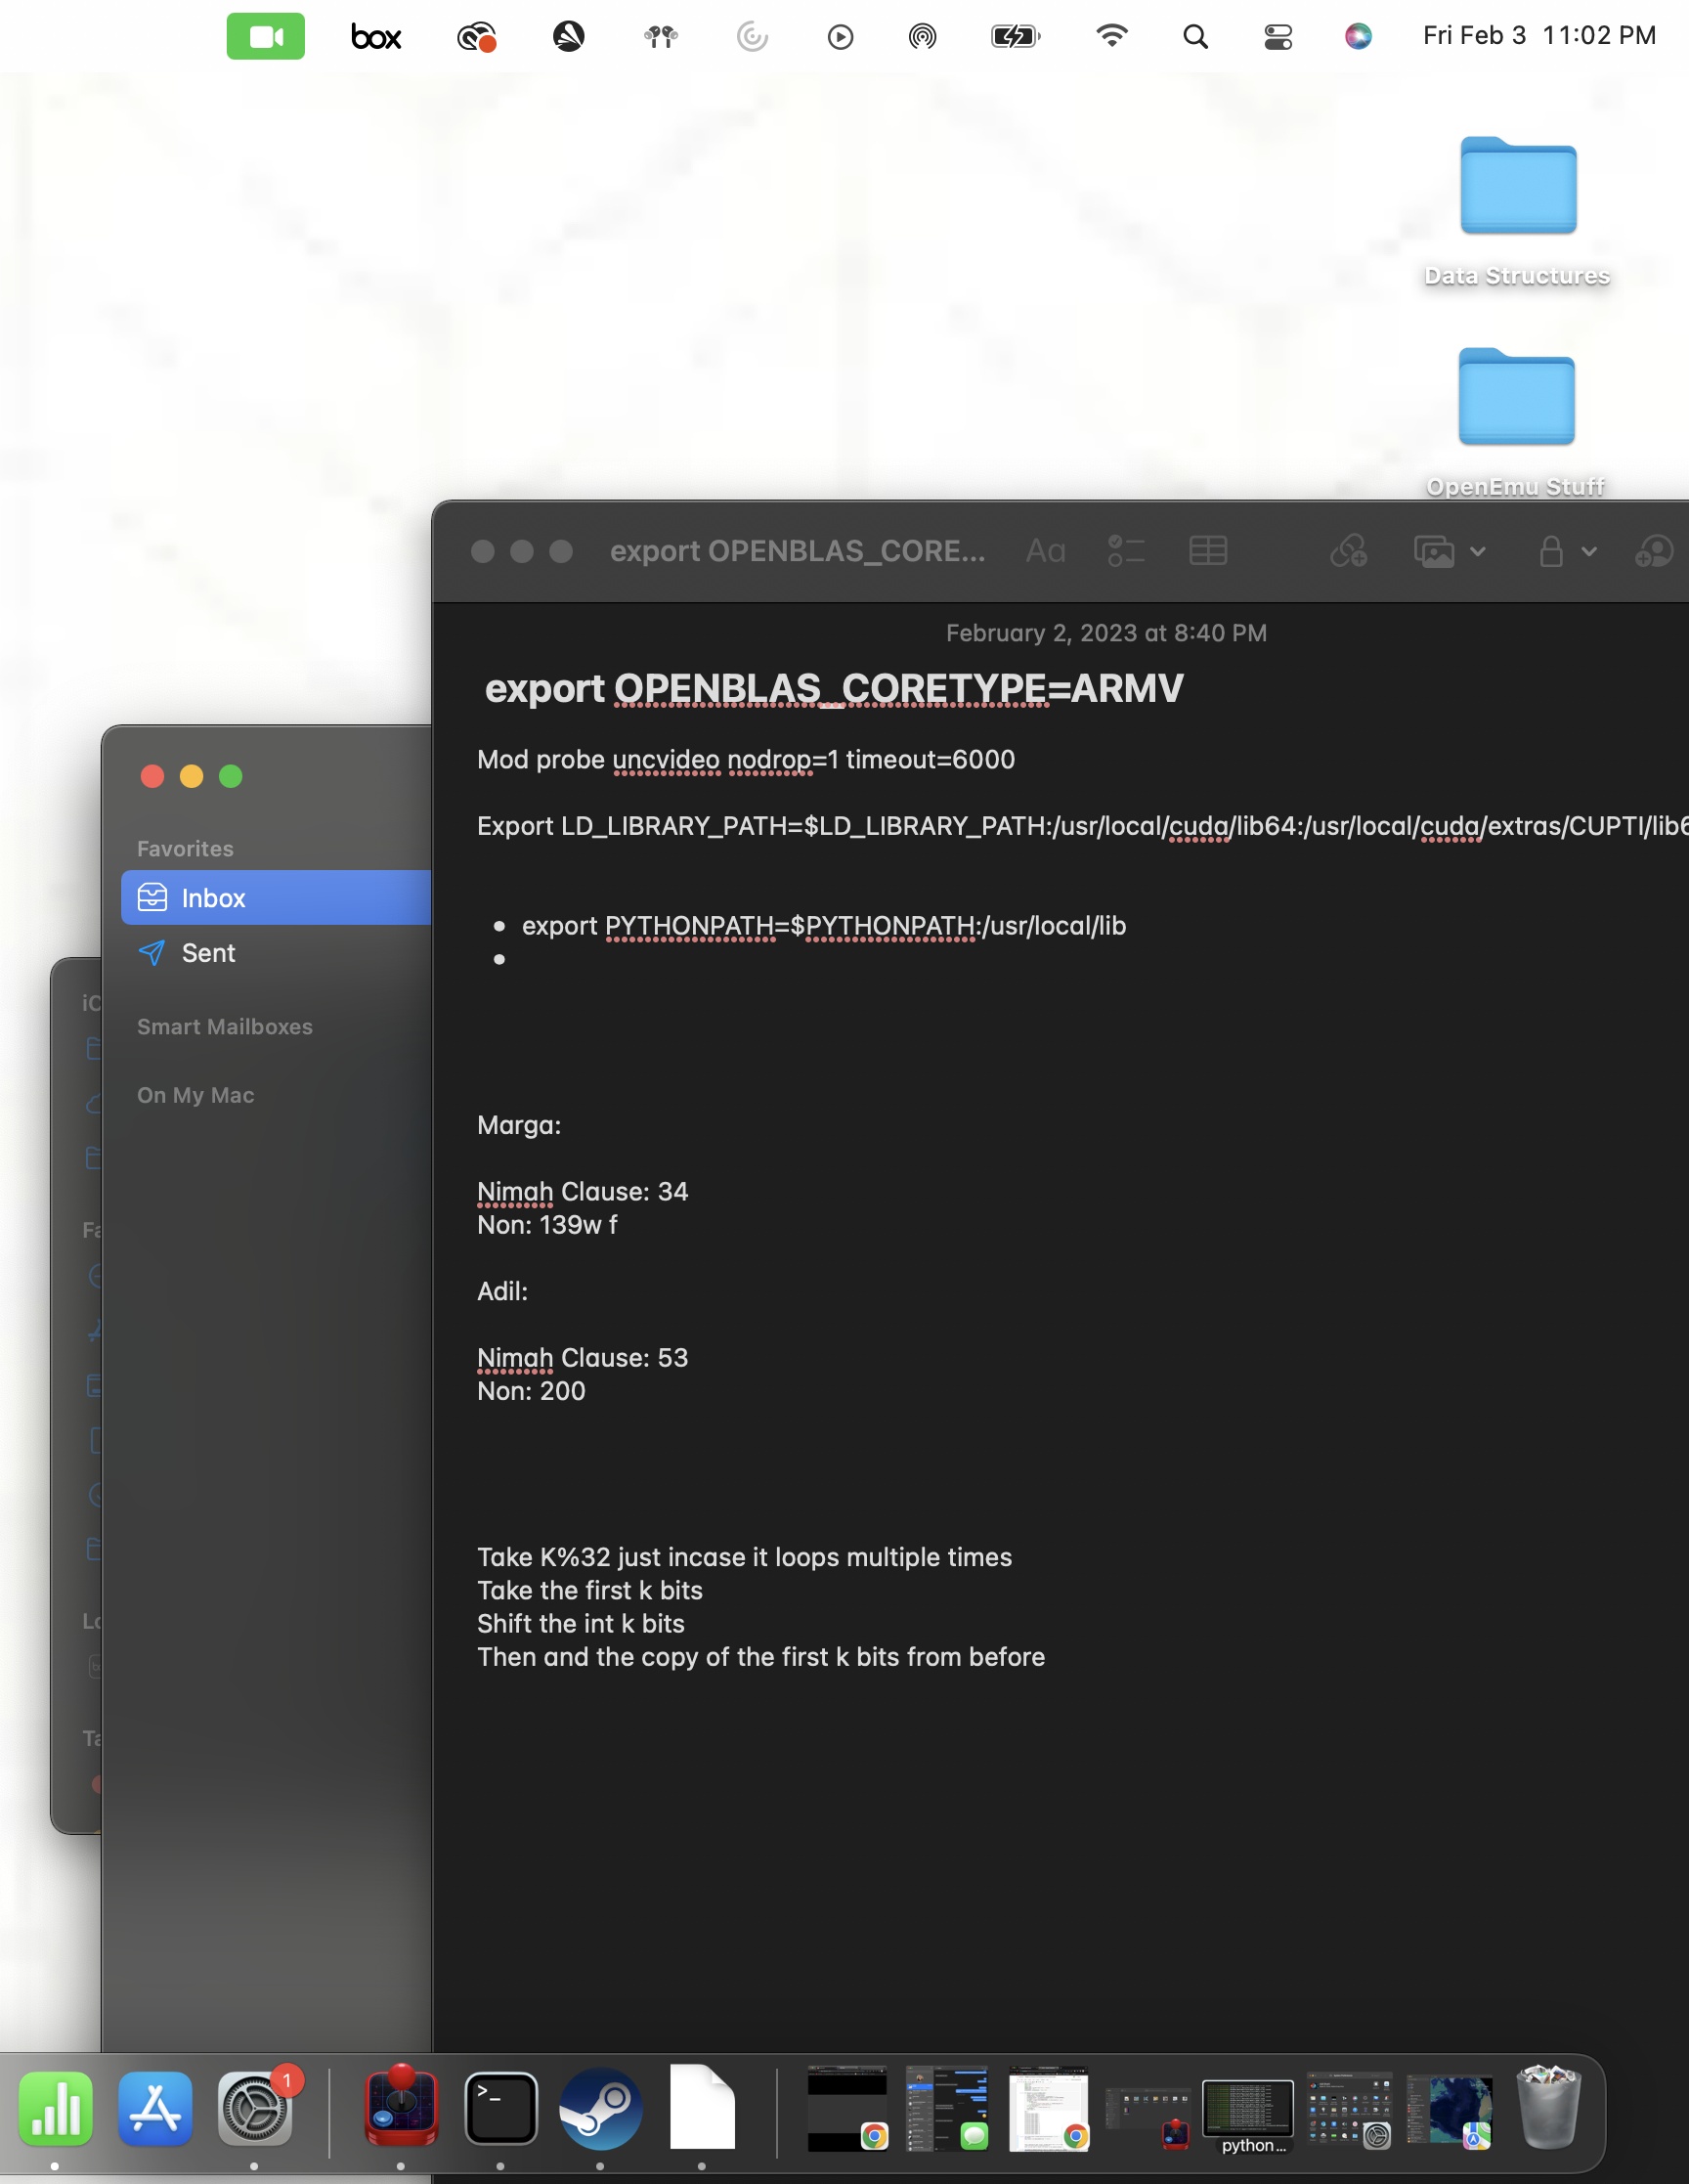 box
Fri Feb 3 11:02 PM
Data Structures
OpenEmu Stuff
export OPENBLAS_CORE...
Aa
February 2, 2023 at 8:40 PM
export OPENBLAS_CORETYPE=ARMV
Mod probe uncvideo nodrop=1 timeout=6000
Export LD_LIBRARY_PATH=$LD_LIBRARY_PATH:/usr/local/cuda/lib64:/usr/local/cuda/extras/CUPTI/lib6
• export PYTHONPATH=$PYTHONPATH:/usr/local/lib
•
Favorites
Inbox
Sent
Smart Mailboxes
On My Mac
iC
Fa
Lo
Ta
Marga:
Nimah Clause: 34
Non: 139w f
Adil:
Nimah Clause: 53
Non: 200
Take K%32 just incase it loops multiple times
Take the first k bits
Shift the int k bits
Then and the copy of the first k bits from before
1
>_
python...